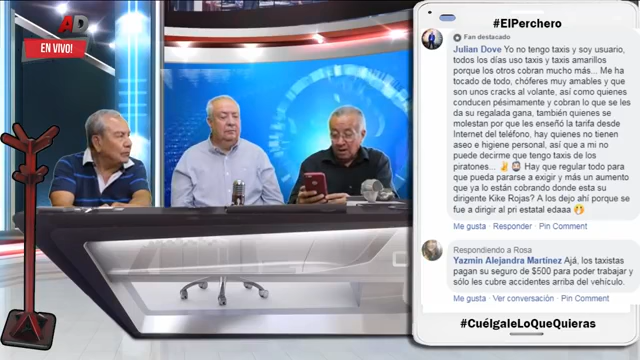 AD
EN VIVO!
#ElPerchero
Fan destacado
Julian Dove Yo no tengo taxis y soy usuario,
todos los días uso taxis y taxis amarillos
porque los otros cobran mucho más... Me ha
tocado de todo, chóferes muy amables y que
son unos cracks al volante, así como quienes
conducen pésimamente y cobran lo que se les
da su regalada gana, también quienes se
molestan por que les enseñó la tarifa desde
Internet del teléfono, hay quienes no tienen
aseo e higiene personal, así que a mi no
puede decirme que tengo taxis de los
piratones... ✌️🤡 Hay que regular todo para
que pueda pararse a exigir y más un aumento
que ya lo están cobrando donde esta su
dirigente Kike Rojas? A los dejo ahí porque se
fue a dirigir al pri estatal edaaa 🤭
Me gusta · Responder · Pin Comment
Respondiendo a Rosa
Yazmin Alejandra Martinez Ajá, los taxistas
pagan su seguro de $500 para poder trabajar y
sólo les cubre accidentes arriba del vehículo.
Me gusta · Ver conversación · Pin Comment
#CuélgaleLoQueQuieras